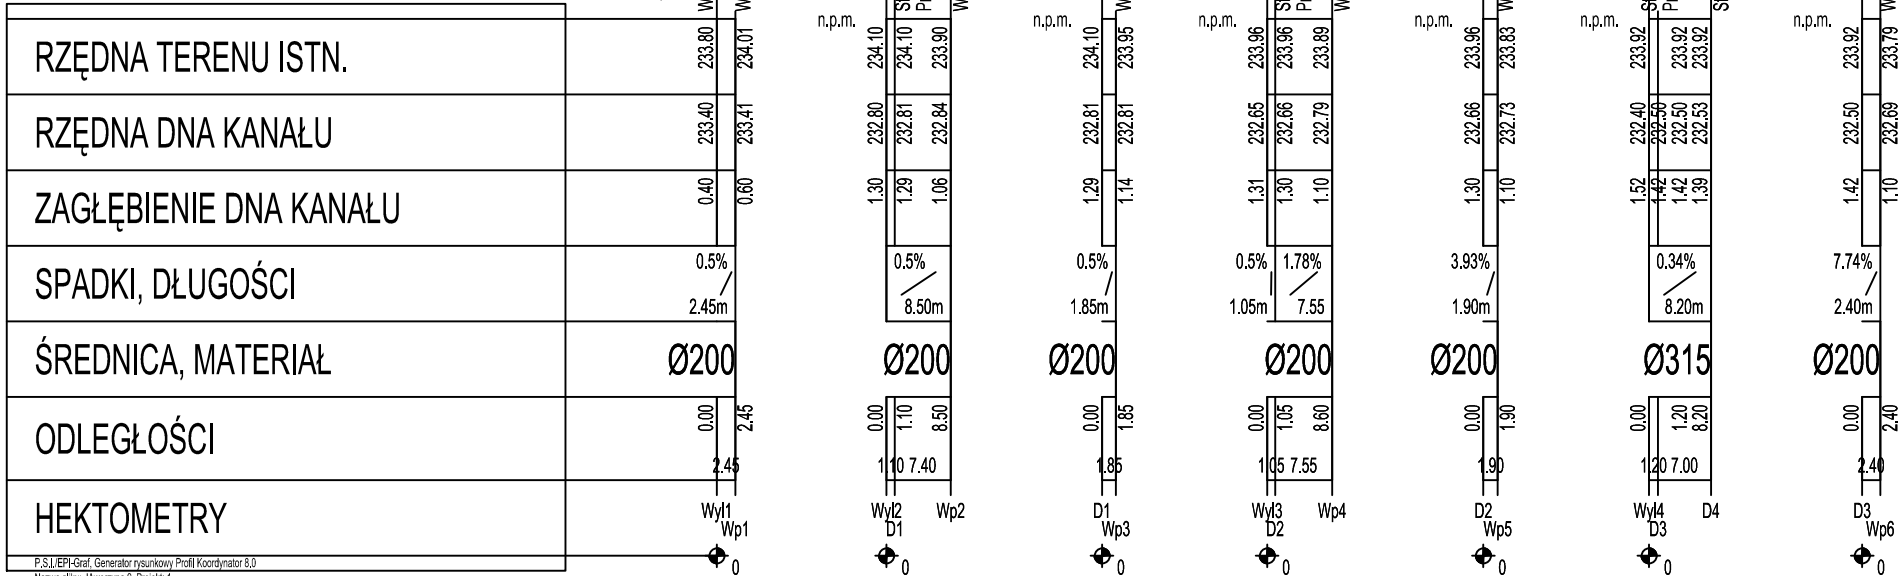 n.p.m. n.p.m. n.p.m. n.p.m. n.p.m. n.p.m.
RZĘDNA TERENU ISTN. 233.80 234.01 234.10 234.10 233.90 234.10 233.95 233.96 233.96 233.89 233.96 233.83 233.92 233.92 233.92 233.92 233.79
RZĘDNA DNA KANAŁU 233.40 233.41 232.80 232.81 232.84 232.81 232.81 232.65 232.66 232.79 232.66 232.73 232.40 232.50 232.50 232.53 232.50 232.69
ZAGŁĘBIENIE DNA KANAŁU 0.40 0.60 1.30 1.29 1.06 1.29 1.14 1.31 1.30 1.10 1.30 1.10 1.52 1.42 1.42 1.39 1.42 1.10
0.5% 0.5% 0.5% 0.5% 1.78% 3.93% 0.34% 7.74%
SPADKI, DŁUGOŚCI
2.45m 8.50m 1.85m 1.05m 7.55 1.90m 8.20m 2.40m
ŚREDNICA, MATERIAŁ Ø200 Ø200 Ø200 Ø200 Ø200 Ø315 Ø200
0.00 2.45 0.00 1.10 8.50 0.00 1.85 0.00 1.05 8.60 0.00 1.90 0.00 1.20 8.20 0.00 2.40
ODLEGŁOŚCI
2.45 1.10 7.40 1.85 1.05 7.55 1.90 1.20 7.00 2.40
HEKTOMETRY
Wyl1 Wyl2 Wp2 D1 Wyl3 Wp4 D2 Wyl4 D4 D3
Wp1 D1 Wp3 D2 Wp5 D3 Wp6
0 0 0 0 0 0 0
P.S.I./EPI-Graf, Generator rysunkowy Profil Koordynator 8,0